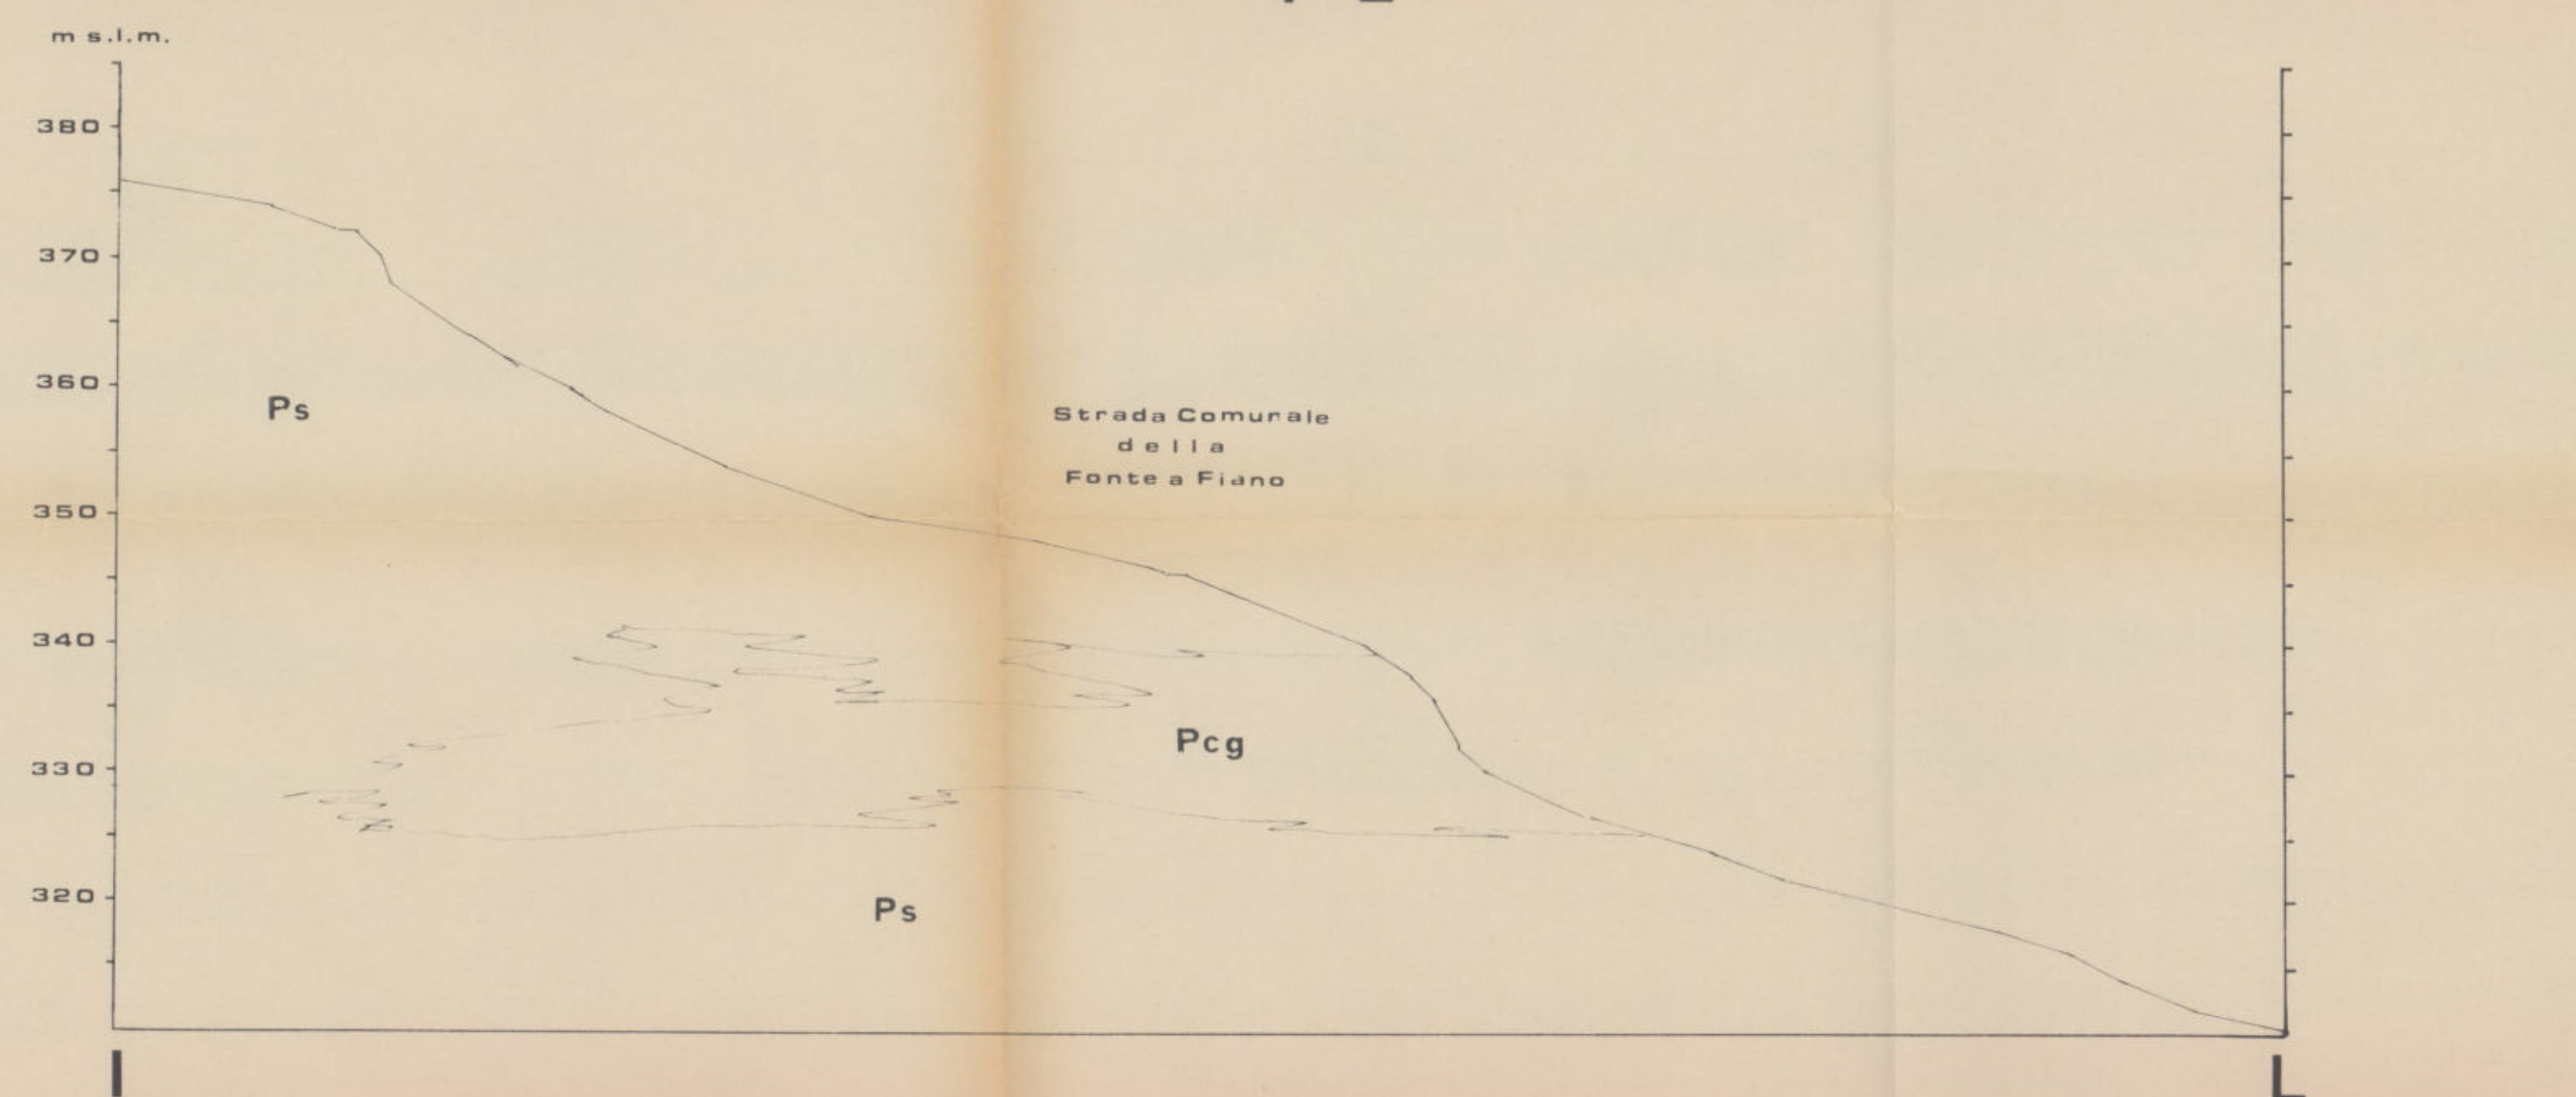 m s.l.m.
380
370
360
Ps
Strada Comunale
della
Fonte a Fiano
350
340
Pcg
330
320
Ps
I
L